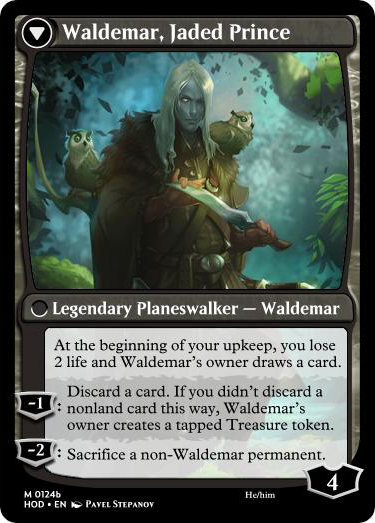 Waldemar, Jaded Prince
Legendary Planeswalker — Waldemar
At the beginning of your upkeep, you lose
2 life and Waldemar's owner draws a card.
-1: Discard a card. If you didn't discard a
nonland card this way, Waldemar's
owner creates a tapped Treasure token.
-2: Sacrifice a non-Waldemar permanent.
4
M 0124b
HOD • EN Pavel Stepanov
He/him